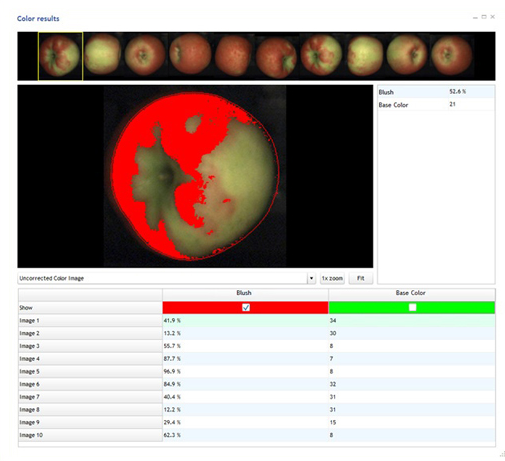 Color results
Blush 52.6 %
Base Color 21
Uncorrected Color Image 1x zoom Fit
Blush Base Color
Show
Image 1 41.9 % 34
Image 2 13.2 % 30
Image 3 55.7 % 8
Image 4 87.7 % 7
Image 5 96.9 % 8
Image 6 84.9 % 32
Image 7 40.4 % 31
Image 8 12.2 % 31
Image 9 29.4 % 15
Image 10 62.3 % 8